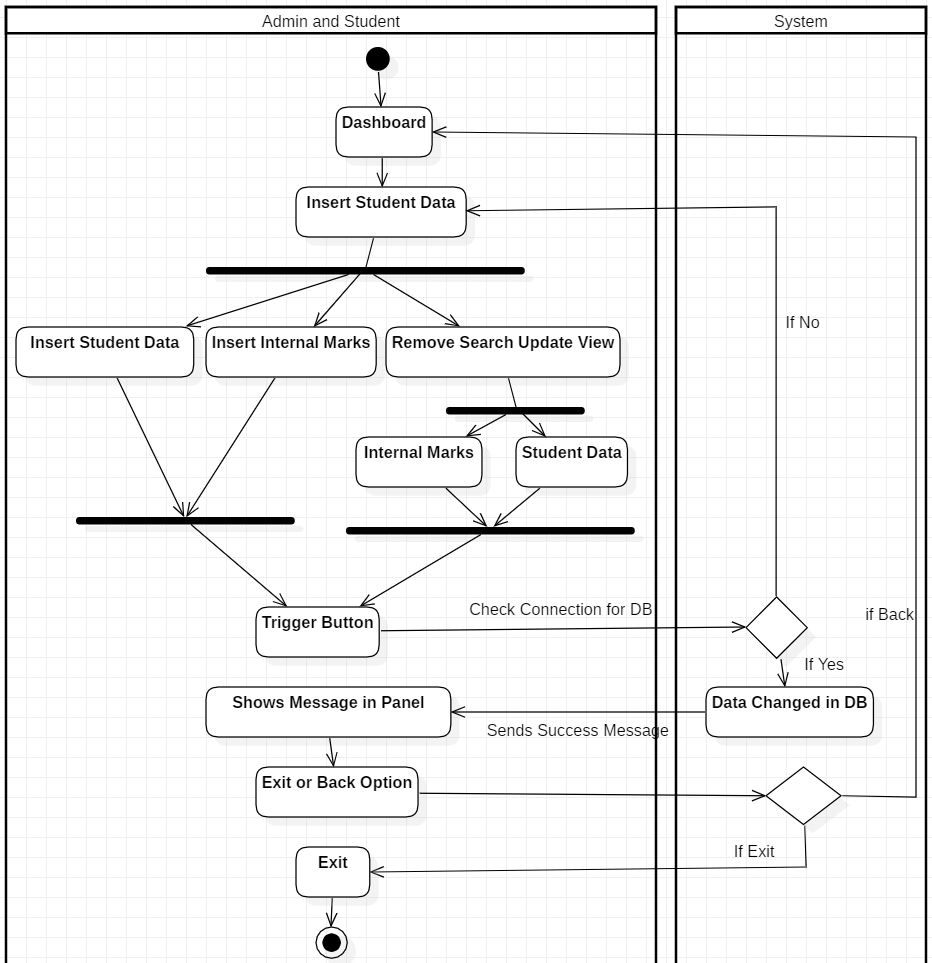 Admin and Student
System
Dashboard
Insert Student Data
If No
Insert Student Data
Insert Internal Marks
Remove Search Update View
Internal Marks
Student Data
Check Connection for DB
if Back
Trigger Button
If Yes
Shows Message in Panel
Data Changed in DB
Sends Success Message
Exit or Back Option
If Exit
Exit